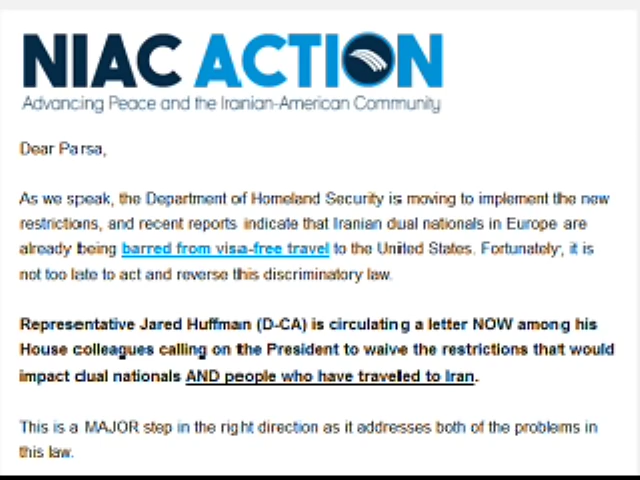 NIAC ACTION
Advancing Peace and the Iranian-American Community
Dear Parsa,
As we speak, the Department of Homeland Security is moving to implement the new
restrictions, and recent reports indicate that Iranian dual nationals in Europe are
already being barred from visa-free travel to the United States. Fortunately, it is
not too late to act and reverse this discriminatory law.
Representative Jared Huffman (D-CA) is circulating a letter NOW among his
House colleagues calling on the President to waive the restrictions that would
impact dual nationals AND people who have traveled to Iran.
This is a MAJOR step in the right direction as it addresses both of the problems in
this law.